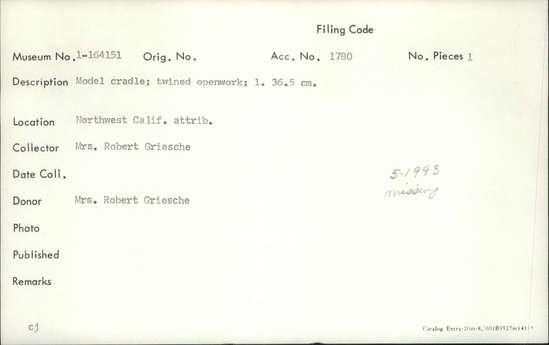 Filing Code
Museum No. 1-164151 Orig. No. Acc. No. 1780 No. Pieces 1
Description Model cradle; twined openwork; l. 36.5 cm.
Location Northwest Calif. attrib.
Collector Mrs. Robert Griesche
Date Coll.
5-1993
missing
Donor Mrs. Robert Griesche
Photo
Published
Remarks
cj
Catalog Entry